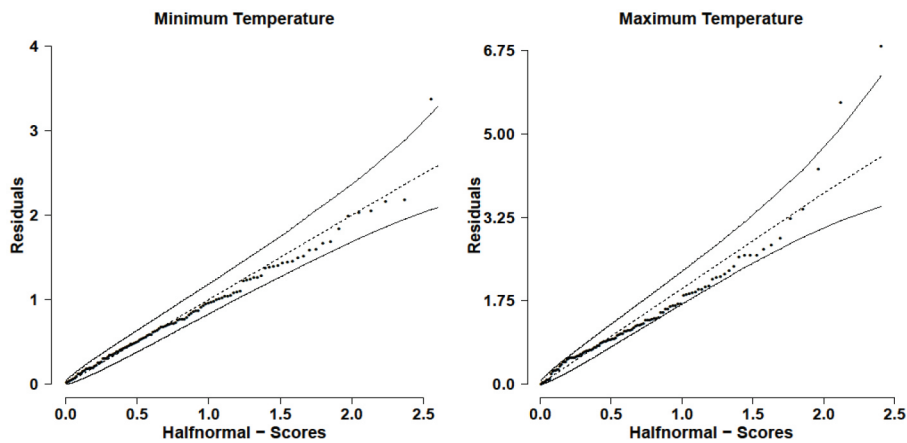 Minimum Temperature
4
3
2
1
0
Residuals
0.0 0.5 1.0 1.5 2.0 2.5
Halfnormal − Scores
Maximum Temperature
6.75
5.00
3.25
1.75
0.0
Residuals
0.0 0.5 1.0 1.5 2.0 2.5
Halfnormal − Scores